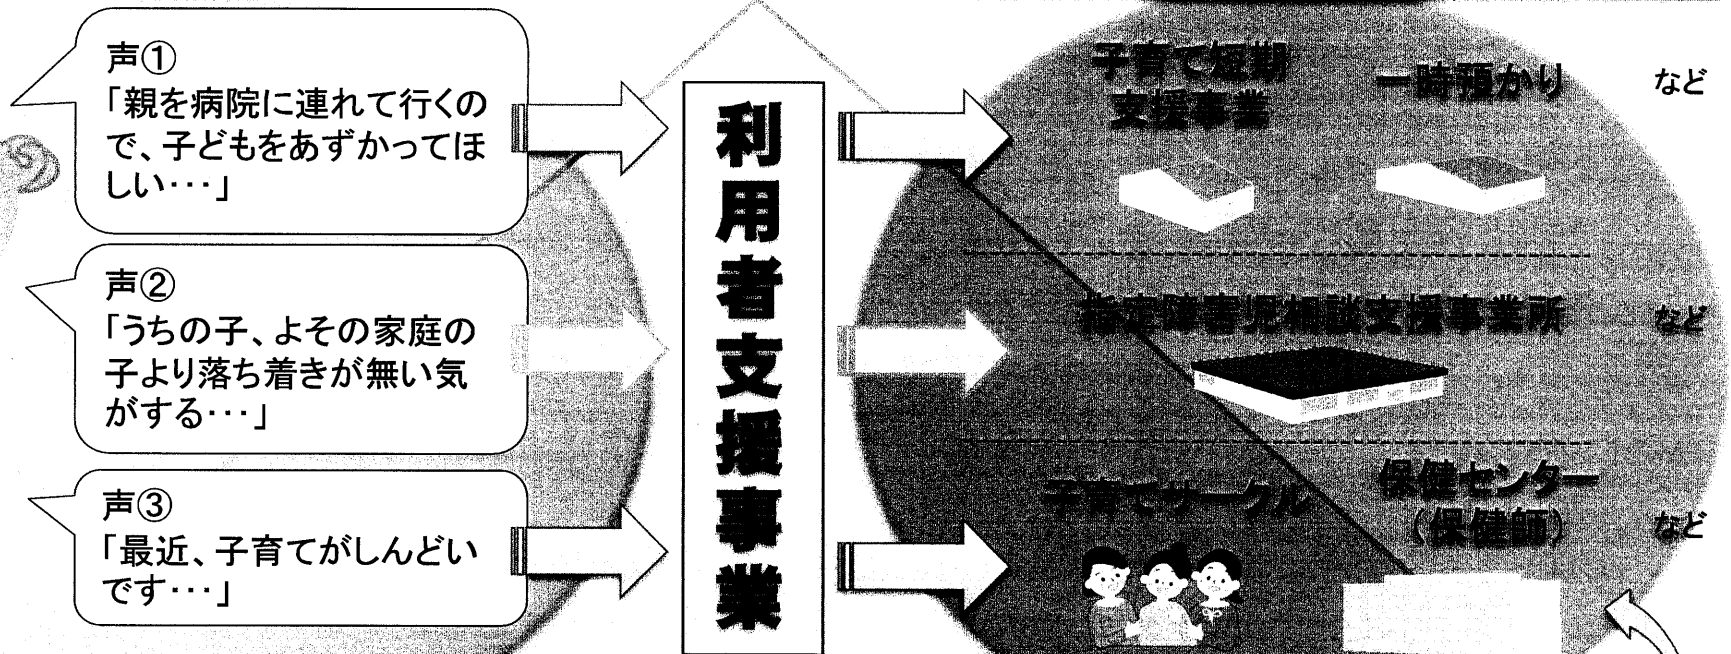 声①
「親を病院に連れて行くの
で、子どもをあずかってほ
しい･･･」
声②
「うちの子、よその家庭の
子より落ち着きが無い気
がする･･･」
声③
「最近、子育てがしんどい
です･･･」
利用者支援事業
子育て短期
支援事業
一時預かり
など
指定障害児相談支援事業所
など
子育てサークル
保健センター
（保健師）
など